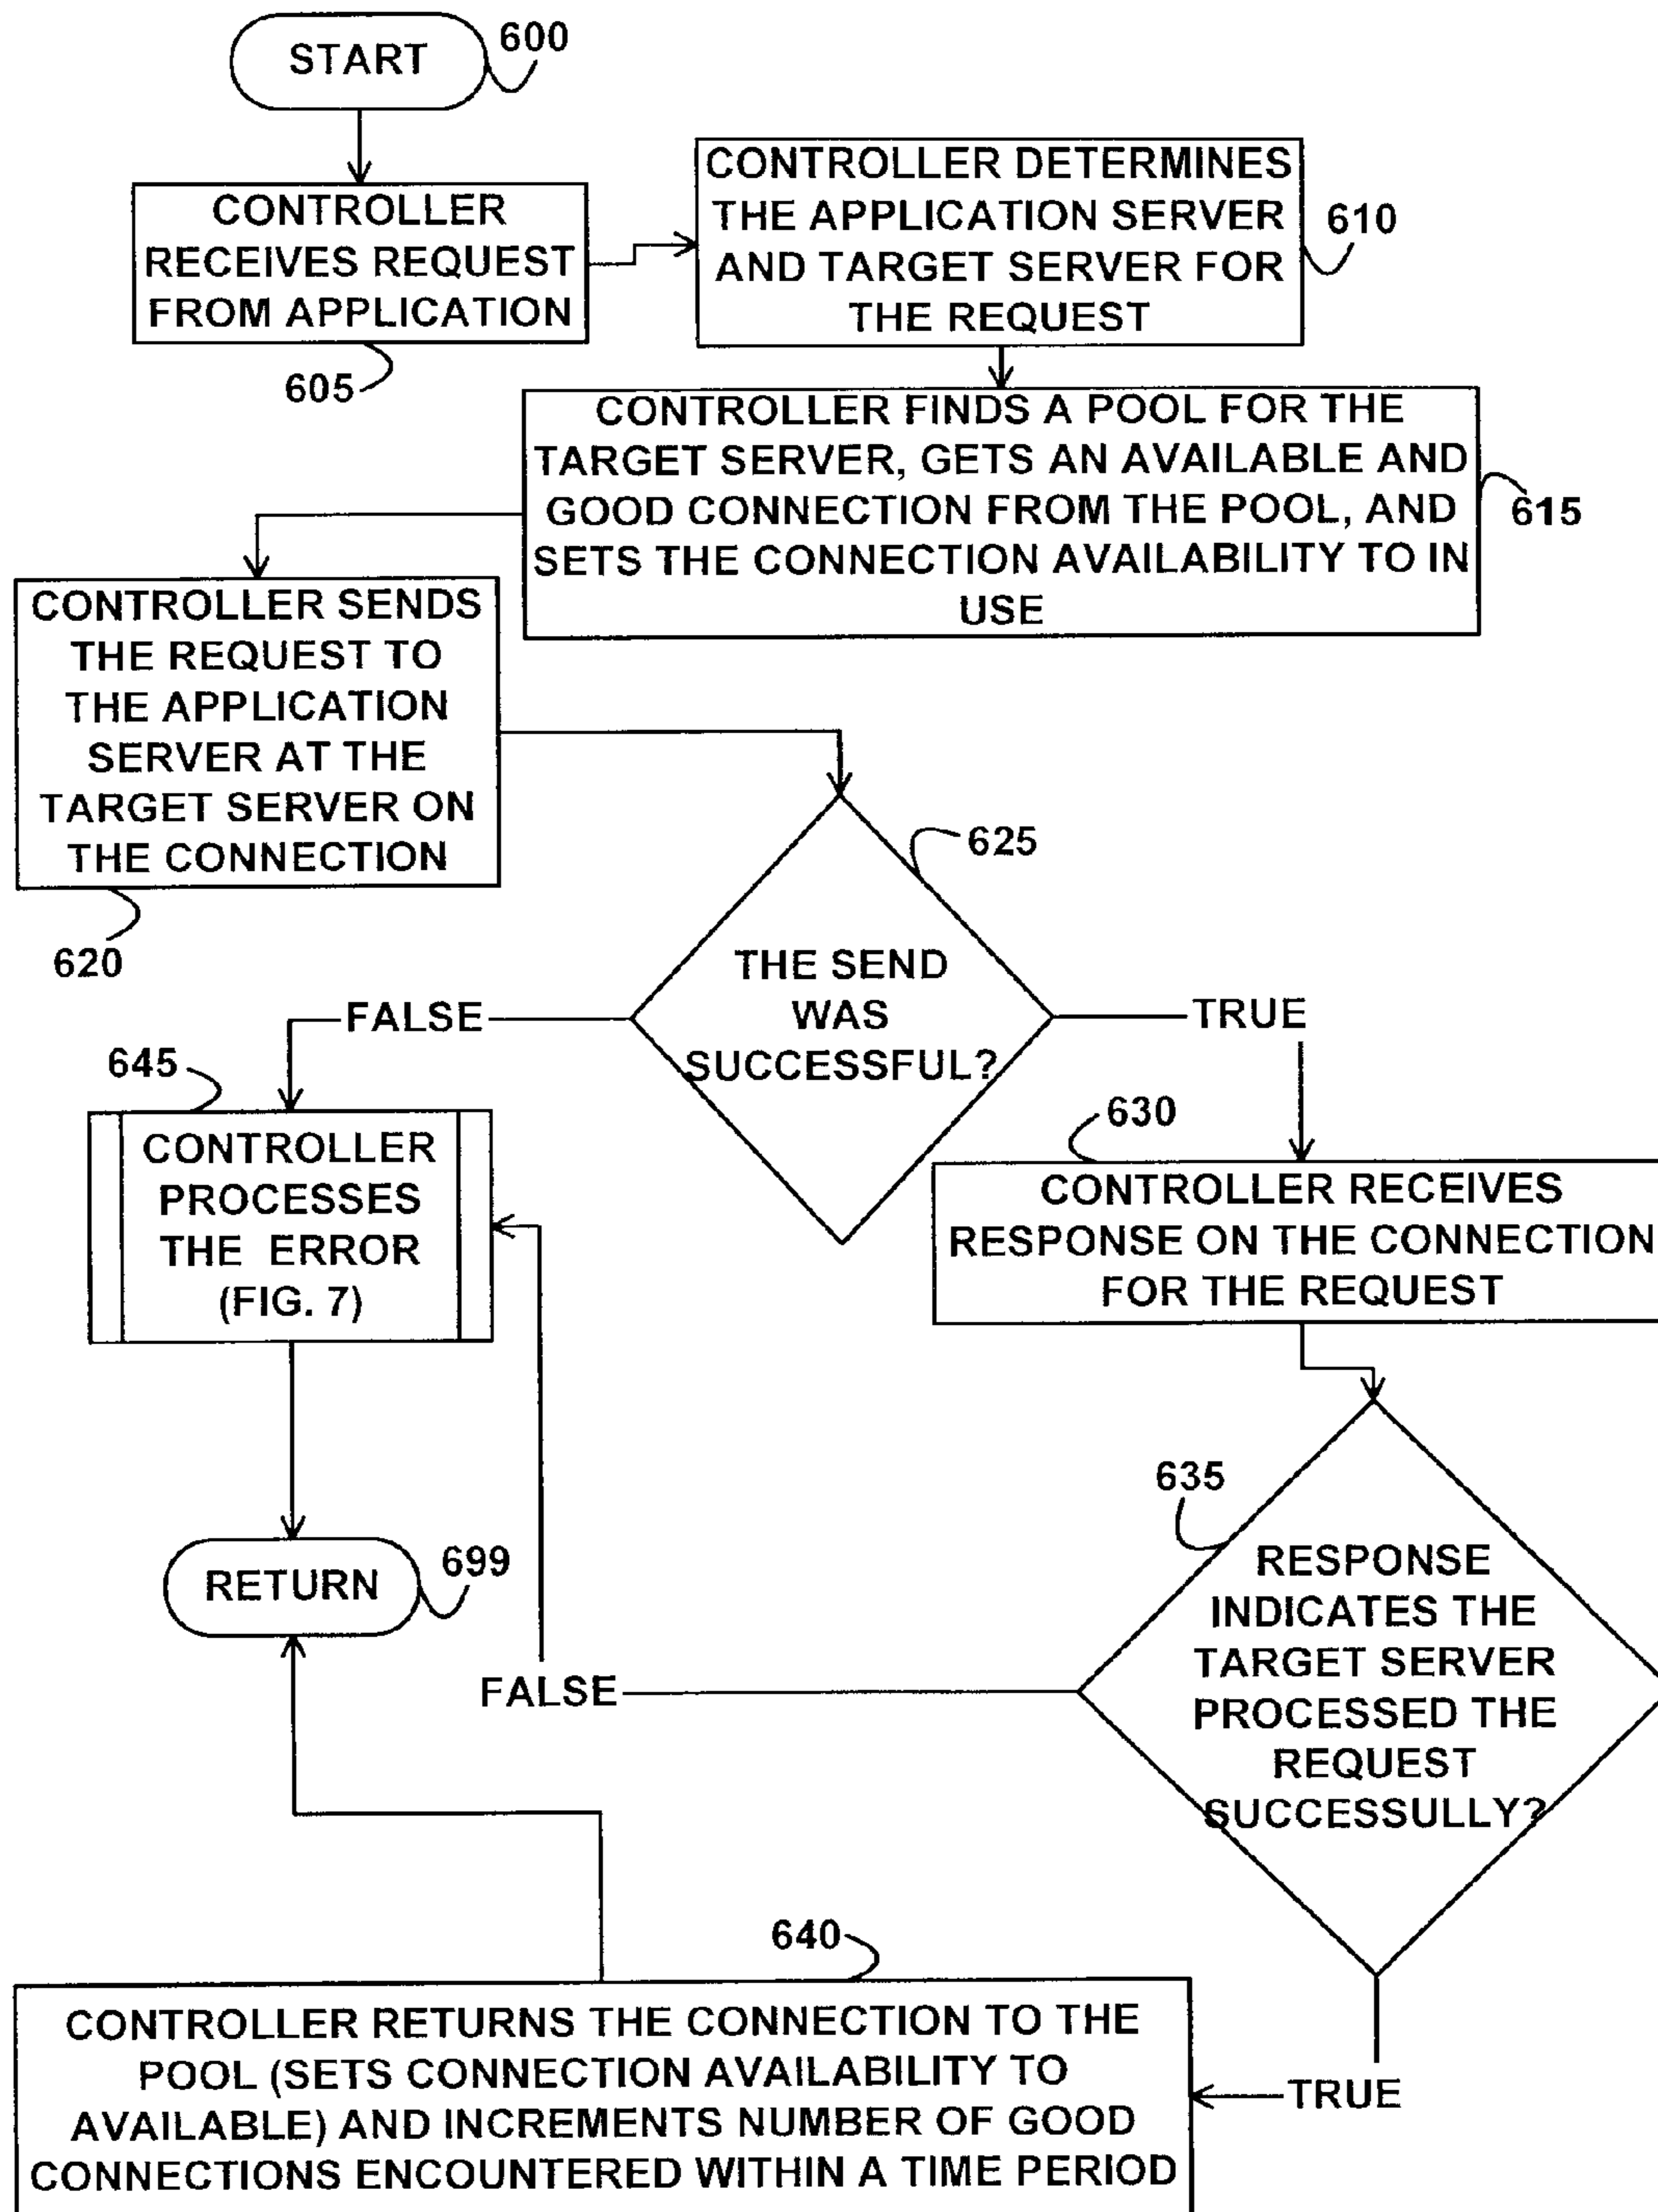 START
600
CONTROLLER
RECEIVES REQUEST
FROM APPLICATION
605
CONTROLLER DETERMINES
THE APPLICATION SERVER
AND TARGET SERVER FOR
THE REQUEST
610
CONTROLLER FINDS A POOL FOR THE
TARGET SERVER, GETS AN AVAILABLE AND
GOOD CONNECTION FROM THE POOL, AND
SETS THE CONNECTION AVAILABILITY TO IN
USE
615
CONTROLLER SENDS
THE REQUEST TO
THE APPLICATION
SERVER AT THE
TARGET SERVER ON
THE CONNECTION
620
625
THE SEND
WAS
SUCCESSFUL?
FALSE
TRUE
645
CONTROLLER
PROCESSES
THE ERROR
(FIG. 7)
630
CONTROLLER RECEIVES
RESPONSE ON THE CONNECTION
FOR THE REQUEST
635
RESPONSE
INDICATES THE
TARGET SERVER
PROCESSED THE
REQUEST
SUCCESSULLY?
RETURN
699
FALSE
TRUE
640
CONTROLLER RETURNS THE CONNECTION TO THE
POOL (SETS CONNECTION AVAILABILITY TO
AVAILABLE) AND INCREMENTS NUMBER OF GOOD
CONNECTIONS ENCOUNTERED WITHIN A TIME PERIOD